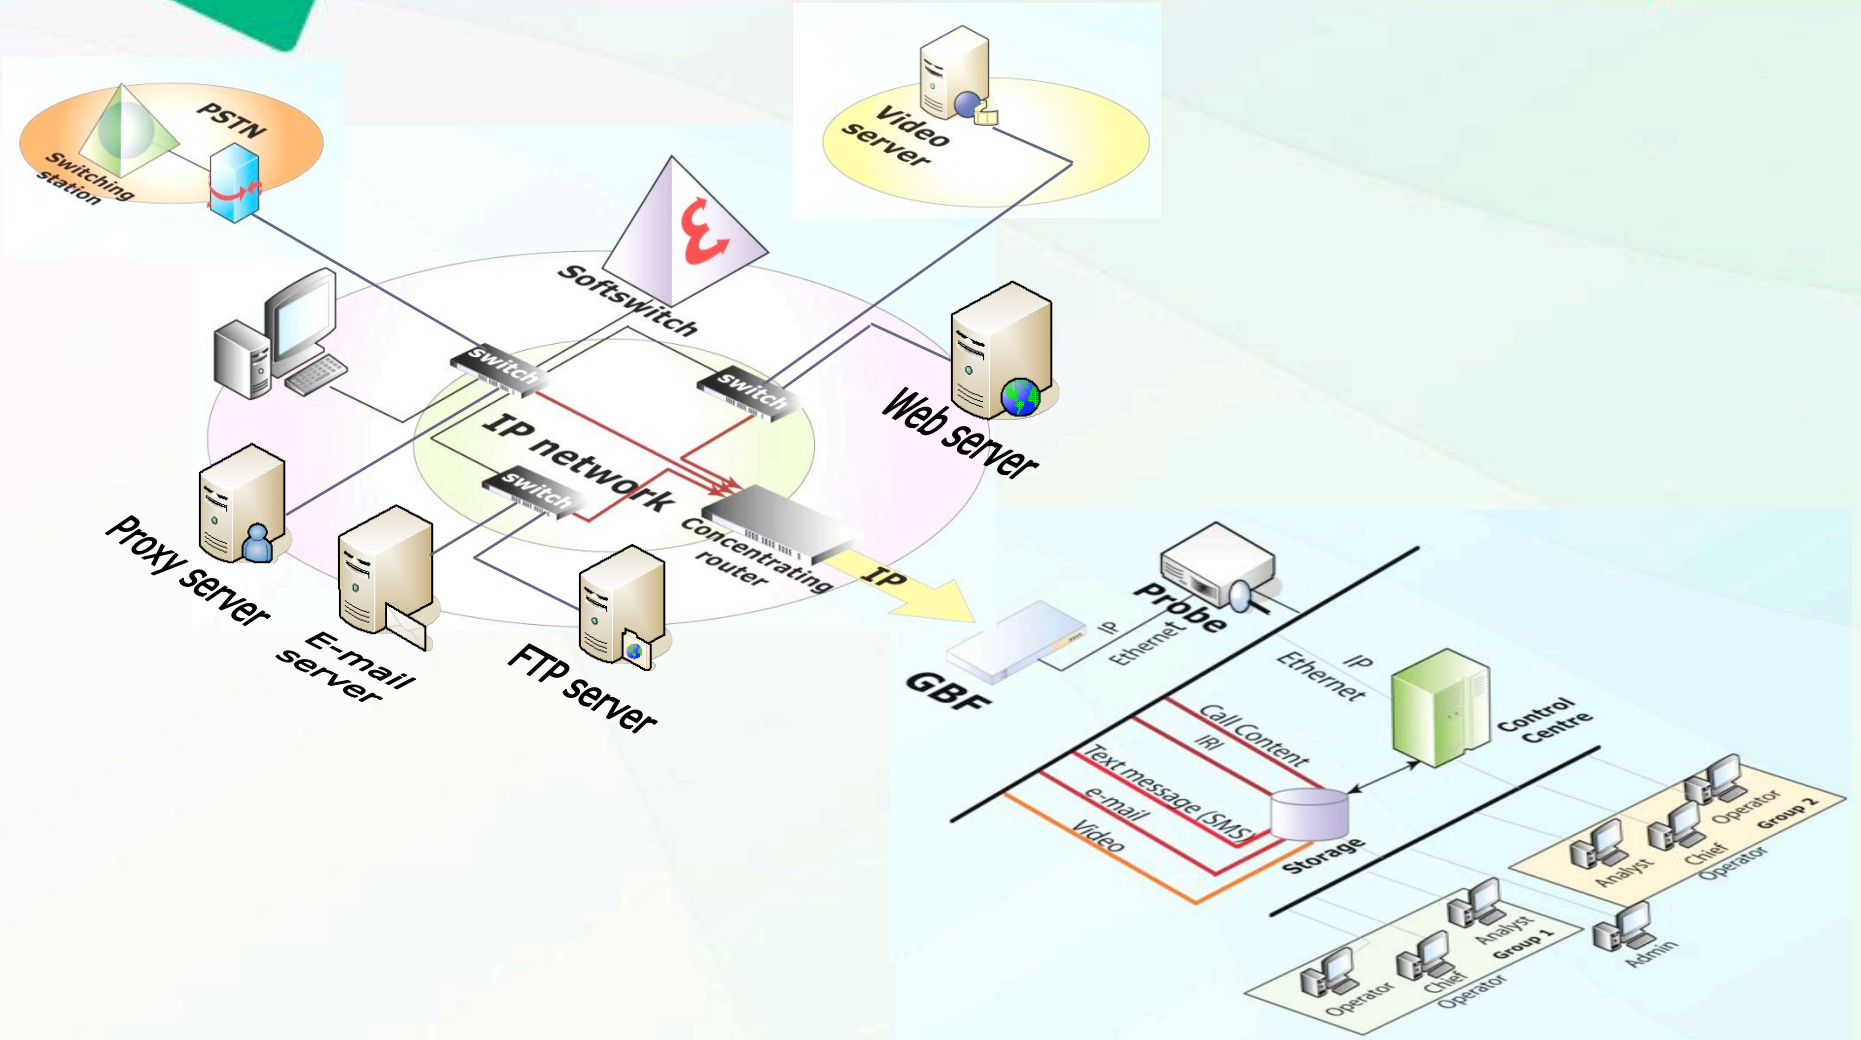 PSTN
Switching
station
Video
server
Softswitch
switch
switch
IP network
switch
Concentrating
router
Web server
Proxy server
E-mail
server
FTP server
IP
Probe
GBF
IP
Ethernet
IP
Ethernet
Control
Centre
Call Content
IRI
Text message (SMS)
e-mail
Video
Storage
Operator
Group 2
Chief
Operator
Analyst
Analyst
Group 1
Chief
Operator
Operator
Admin